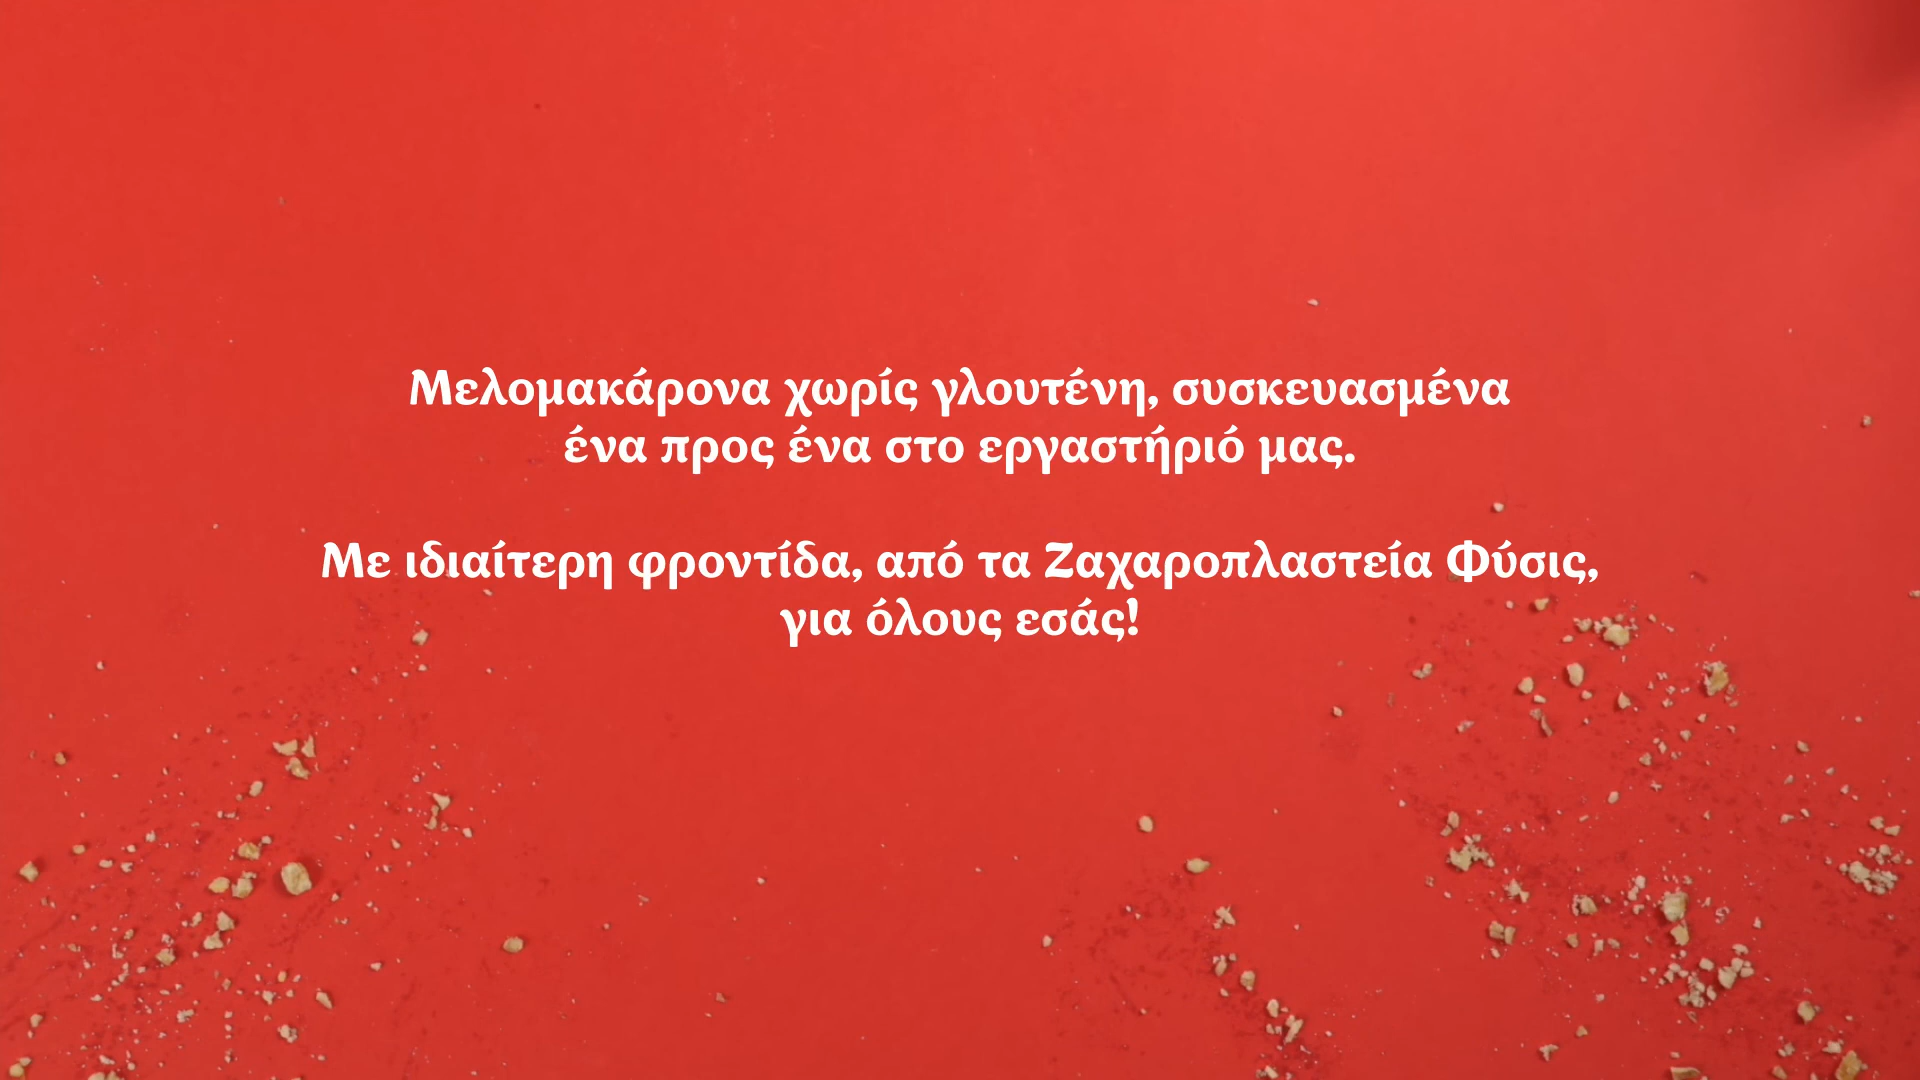 Μελομακάρονα χωρίς γλουτένη, συσκευασμένα
ένα προς ένα στο εργαστήριό μας.
Με ιδιαίτερη φροντίδα, από τα Ζαχαροπλαστεία Φύσις,
για όλους εσάς!